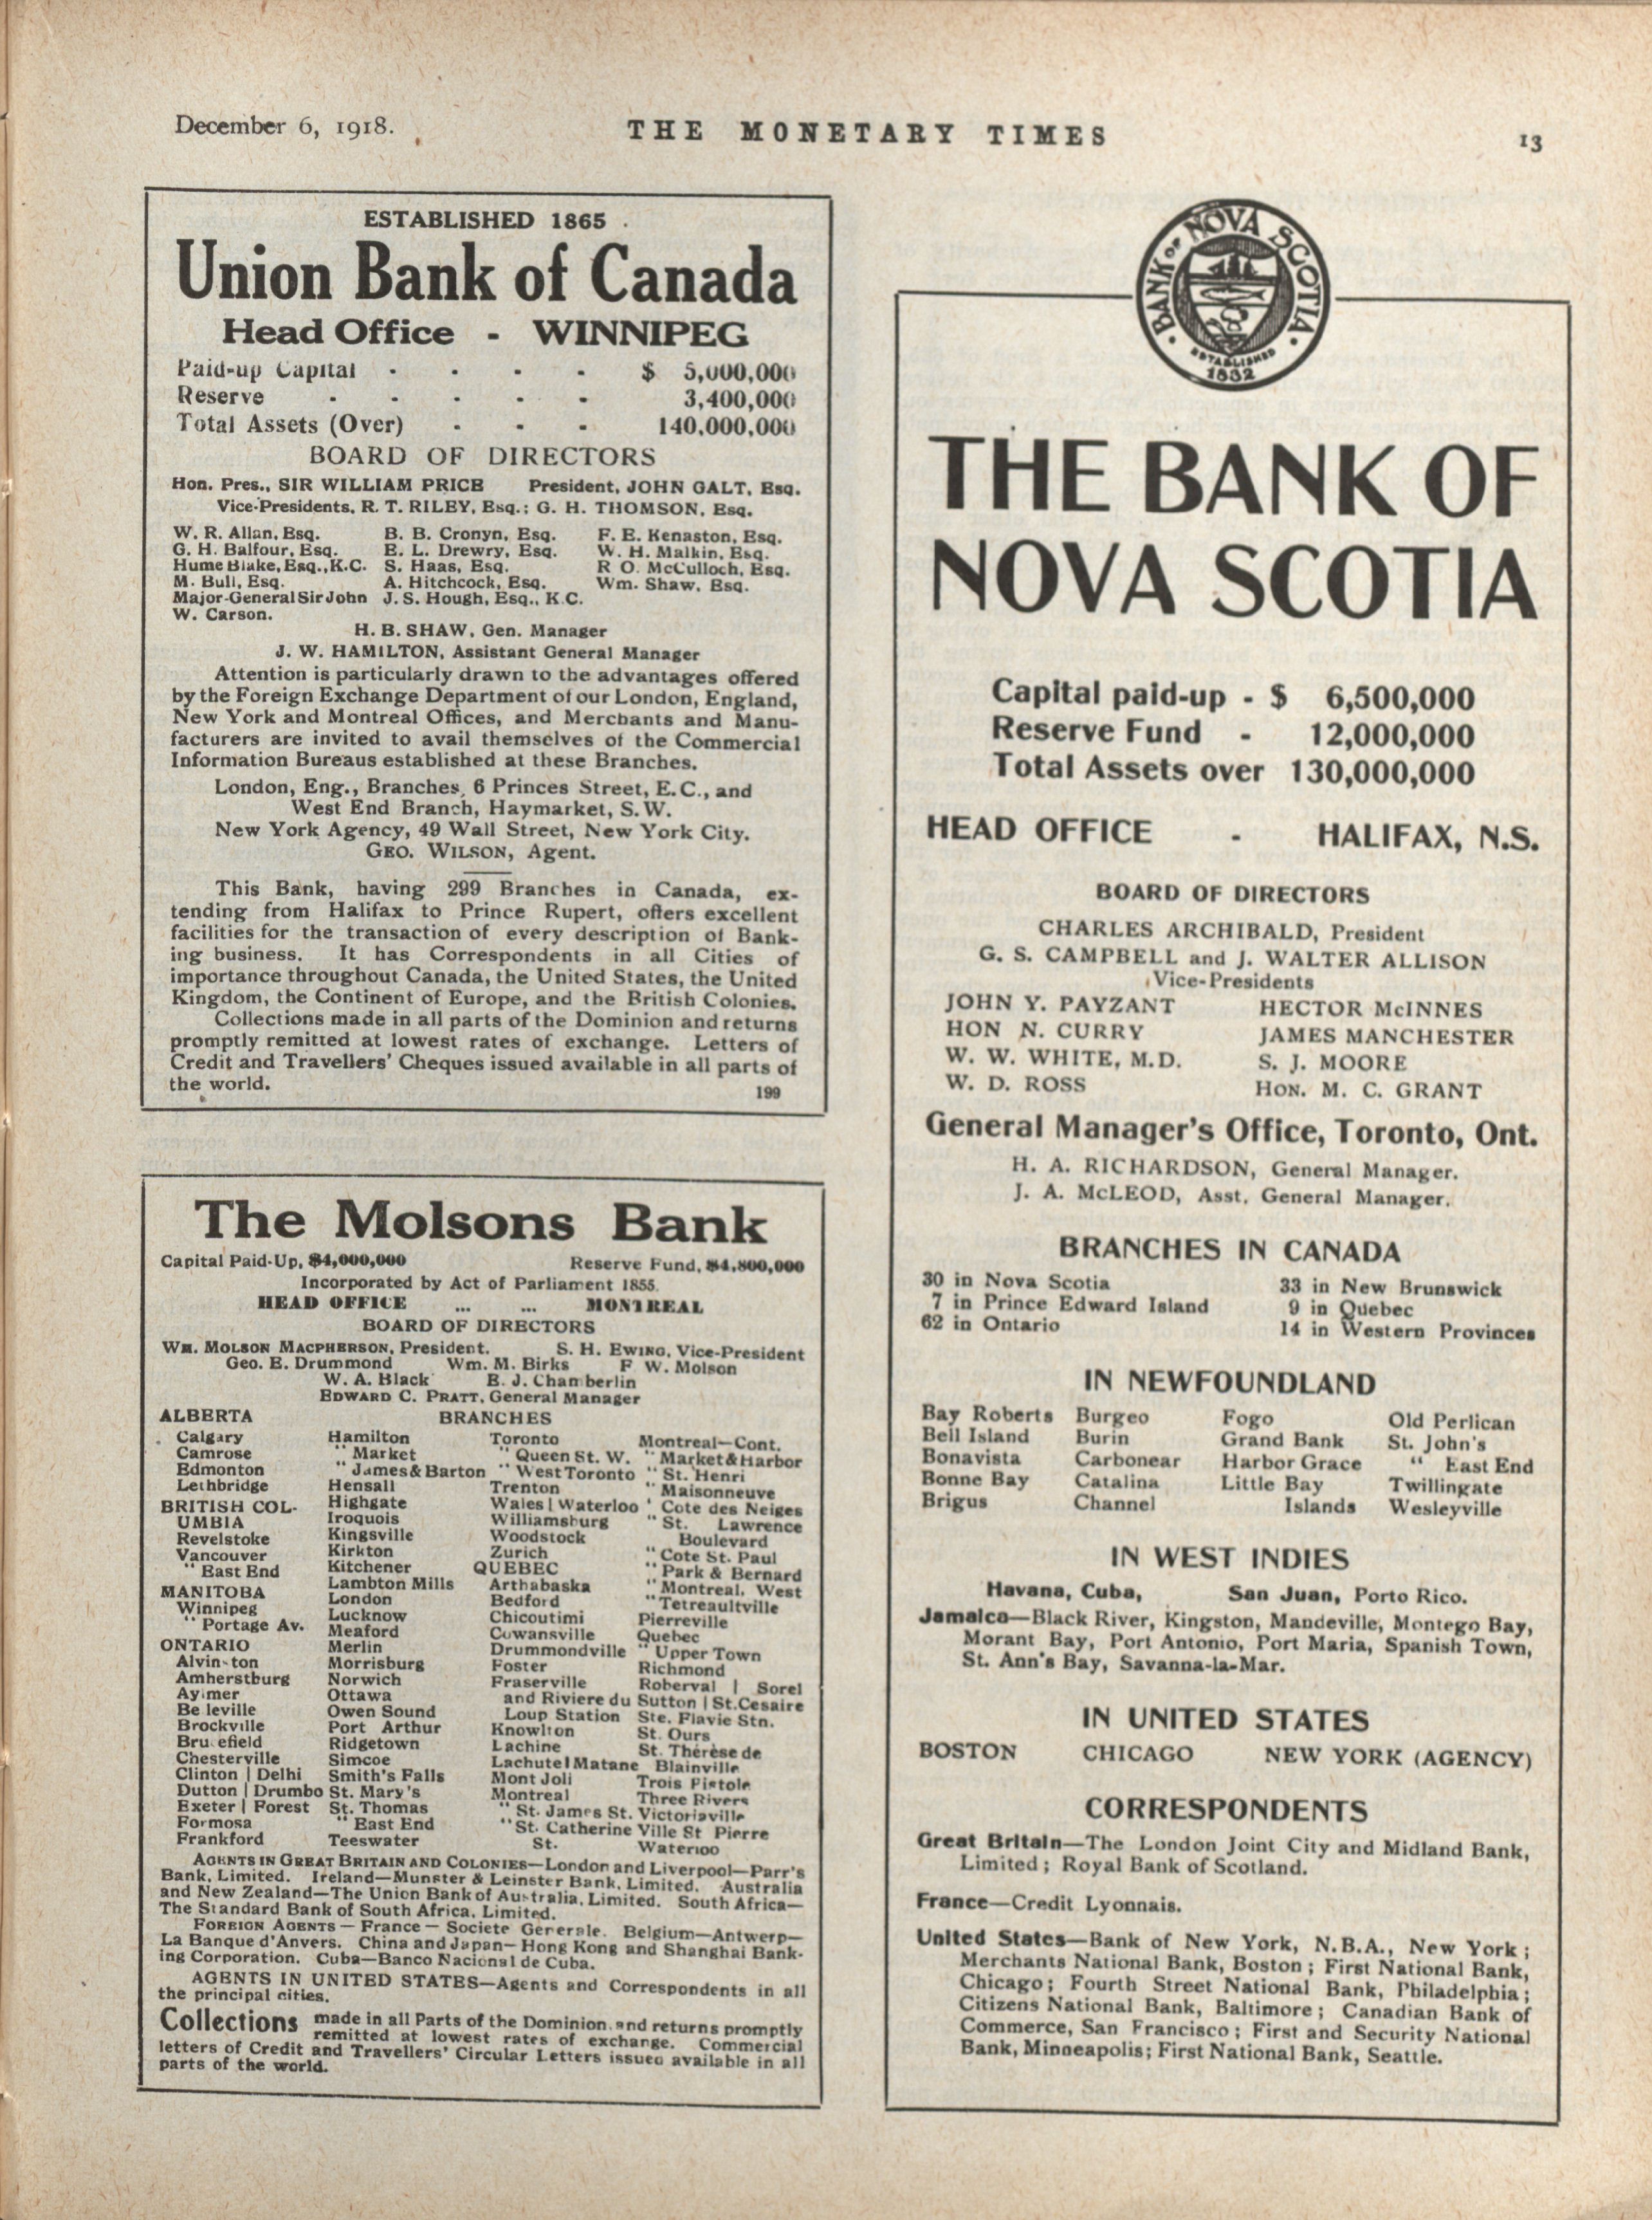 December 6, 1918.
THE MONETARY TIMES
13
ESTABLISHED 1865
Union Bank of Canada
Head Office - WINNIPEG
Paid-up Capital - - - - $ 5,000,000
Reserve - - - - - 3,400,000
Total Assets (Over) - - - 140,000,000
BOARD OF DIRECTORS
Hon. Pres., SIR WILLIAM PRICE President, JOHN GALT, Esq.
Vice-Presidents, R. T. RILEY, Esq.; G. H. THOMSON, Esq.
W. R. Allan, Esq. B. B. Cronyn, Esq. F. E. Kenaston, Esq.
G. H. Balfour, Esq. E. L. Drewry, Esq. W. H. Malkin, Esq.
Hume Blake, Esq., K.C. S. Haas, Esq. R O. McCulloch, Esq.
M. Bull, Esq. A. Hitchcock, Esq. Wm. Shaw, Esq.
Major-General Sir John J. S. Hough, Esq., K.C.
W. Carson.
H. B. SHAW, Gen. Manager
J. W. HAMILTON, Assistant General Manager
Attention is particularly drawn to the advantages offered
by the Foreign Exchange Department of our London, England,
New York and Montreal Offices, and Merchants and Manu-
facturers are invited to avail themselves of the Commercial
Information Bureaus established at these Branches.
London, Eng., Branches, 6 Princes Street, E.C., and
West End Branch, Haymarket, S.W.
New York Agency, 49 Wall Street, New York City.
GEO. WILSON, Agent.
This Bank, having 299 Branches in Canada, ex-
tending from Halifax to Prince Rupert, offers excellent
facilities for the transaction of every description of Bank-
ing business. It has Correspondents in all Cities of
importance throughout Canada, the United States, the United
Kingdom, the Continent of Europe, and the British Colonies.
Collections made in all parts of the Dominion and returns
promptly remitted at lowest rates of exchange. Letters of
Credit and Travellers' Cheques issued available in all parts of
the world.
199
The Molsons Bank
Capital Paid-Up, $4,000,000 Reserve Fund, $4,800,000
Incorporated by Act of Parliament 1855.
HEAD OFFICE ... ... MONTREAL
BOARD OF DIRECTORS
WM. MOLSON MACPHERSON, President. S. H. EWING, Vice-President
Geo. E. Drummond Wm. M. Birks F W. Molson
W. A. Black E. J. Chamberlin
EDWARD C. PRATT, General Manager
BRANCHES
ALBERTA
Calgary
Camrose
Edmonton
Lethbridge
BRITISH COL-
UMBIA
Revelstoke
Vancouver
" East End
MANITOBA
Winnipeg
" Portage Av.
ONTARIO
Alvinston
Amherstburg
Aylmer
Belleville
Brockville
Brucefield
Chesterville
Clinton | Delhi
Dutton | Drumbo
Exeter | Forest
Formosa
Frankford
Hamilton
" Market
" James & Barton
Hensall
Highgate
Iroquois
Kingsville
Kirkton
Kitchener
Lambton Mills
London
Lucknow
Meaford
Merlin
Morrisburg
Norwich
Ottawa
Owen Sound
Port Arthur
Ridgetown
Simcoe
Smith's Falls
St. Mary's
St. Thomas
" East End
Teeswater
Toronto
" Queen St. W.
" West Toronto
Trenton
Wales | Waterloo
Williamsburg
Woodstock
Zurich
QUEBEC
Arthabaska
Bedford
Chicoutimi
Cowansville
Drummondville
Foster
Fraserville
and Riviere du
Loup Station
Knowlton
Lachine
Lachute | Matane
Mont Joli
Montreal
" St. James St.
" St. Catherine
St.
Montreal—Cont.
" Market & Harbor
" St. Henri
" Maisonneuve
" Cote des Neiges
" St. Lawrence
Boulevard
" Cote St. Paul
" Park & Bernard
" Montreal, West
" Tetreaultville
Pierreville
Quebec
" Upper Town
Richmond
Roberval | Sorel
Sutton | St. Cesaire
Ste. Flavie Stn.
St. Ours
St. Thérèse de
Blainville
Trois Pistole
Three Rivers
Victoriaville
Ville St Pierre
Waterloo
AGENTS IN GREAT BRITAIN AND COLONIES—London and Liverpool—Parr's
Bank, Limited. Ireland—Munster & Leinster Bank, Limited. Australia
and New Zealand—The Union Bank of Australia, Limited. South Africa—
The Standard Bank of South Africa, Limited.
FOREIGN AGENTS — France — Societe Generale. Belgium—Antwerp—
La Banque d'Anvers. China and Japan—Hong Kong and Shanghai Bank-
ing Corporation. Cuba—Banco Nacional de Cuba.
AGENTS IN UNITED STATES—Agents and Correspondents in all
the principal cities.
Collections made in all Parts of the Dominion, and returns promptly
remitted at lowest rates of exchange. Commercial
letters of Credit and Travellers' Circular Letters issued available in all
parts of the world.
BANK OF NOVA SCOTIA
ESTABLISHED
1832
THE BANK OF
NOVA SCOTIA
Capital paid-up - $ 6,500,000
Reserve Fund - 12,000,000
Total Assets over 130,000,000
HEAD OFFICE - HALIFAX, N.S.
BOARD OF DIRECTORS
CHARLES ARCHIBALD, President
G. S. CAMPBELL and J. WALTER ALLISON
Vice-Presidents
JOHN Y. PAYZANT HECTOR McINNES
HON N. CURRY JAMES MANCHESTER
W. W. WHITE, M.D. S. J. MOORE
W. D. ROSS HON. M. C. GRANT
General Manager's Office, Toronto, Ont.
H. A. RICHARDSON, General Manager.
J. A. McLEOD, Asst. General Manager.
BRANCHES IN CANADA
30 in Nova Scotia 33 in New Brunswick
7 in Prince Edward Island 9 in Quebec
62 in Ontario 14 in Western Provinces
IN NEWFOUNDLAND
Bay Roberts Burgeo Fogo Old Perlican
Bell Island Burin Grand Bank St. John's
Bonavista Carbonear Harbor Grace " East End
Bonne Bay Catalina Little Bay Twillingate
Brigus Channel Islands Wesleyville
IN WEST INDIES
Havana, Cuba, San Juan, Porto Rico.
Jamaica—Black River, Kingston, Mandeville, Montego Bay,
Morant Bay, Port Antonio, Port Maria, Spanish Town,
St. Ann's Bay, Savanna-la-Mar.
IN UNITED STATES
BOSTON CHICAGO NEW YORK (AGENCY)
CORRESPONDENTS
Great Britain—The London Joint City and Midland Bank,
Limited; Royal Bank of Scotland.
France—Credit Lyonnais.
United States—Bank of New York, N.B.A., New York;
Merchants National Bank, Boston; First National Bank,
Chicago; Fourth Street National Bank, Philadelphia;
Citizens National Bank, Baltimore; Canadian Bank of
Commerce, San Francisco; First and Security National
Bank, Minneapolis; First National Bank, Seattle.